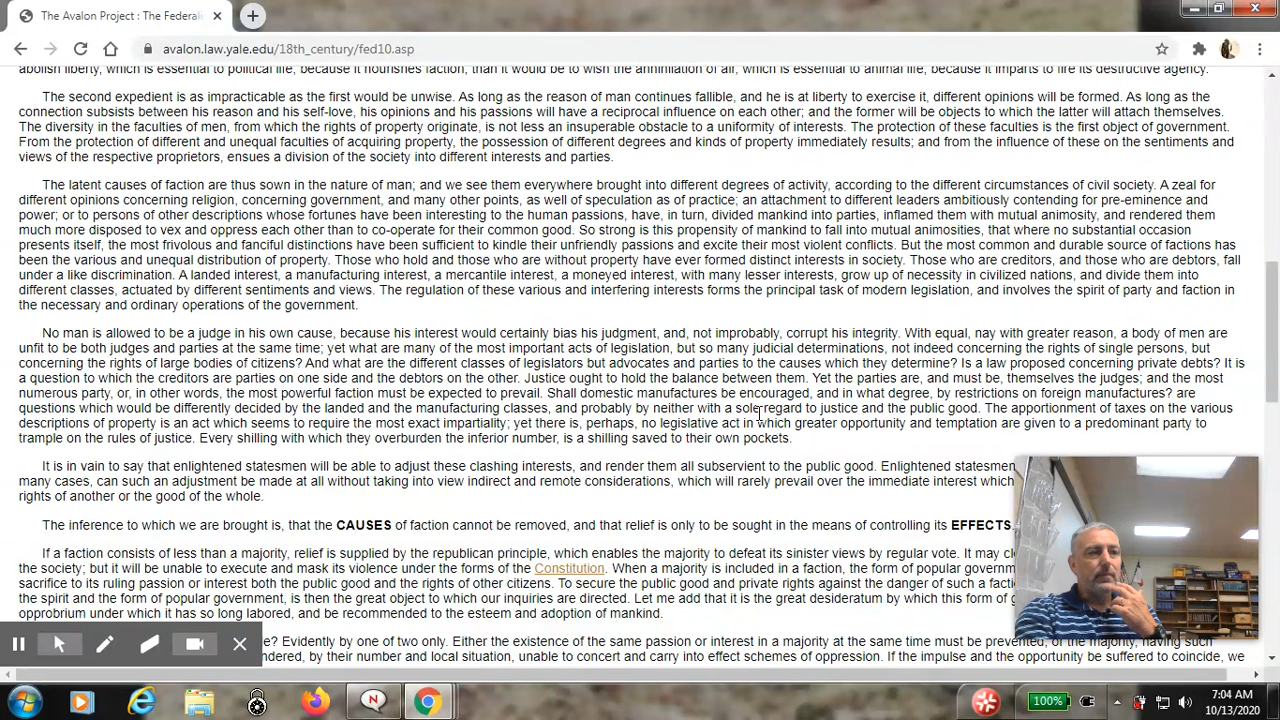 The Avalon Project : The Federali
avalon.law.yale.edu/18th_century/fed10.asp
abolish liberty, which is essential to political life, because it nourishes faction, than it would be to wish the annihilation of air, which is essential to animal life, because it imparts to fire its destructive agency.
The second expedient is as impracticable as the first would be unwise. As long as the reason of man continues fallible, and he is at liberty to exercise it, different opinions will be formed. As long as the
connection subsists between his reason and his self-love, his opinions and his passions will have a reciprocal influence on each other; and the former will be objects to which the latter will attach themselves.
The diversity in the faculties of men, from which the rights of property originate, is not less an insuperable obstacle to a uniformity of interests. The protection of these faculties is the first object of government.
From the protection of different and unequal faculties of acquiring property, the possession of different degrees and kinds of property immediately results; and from the influence of these on the sentiments and
views of the respective proprietors, ensues a division of the society into different interests and parties.
The latent causes of faction are thus sown in the nature of man; and we see them everywhere brought into different degrees of activity, according to the different circumstances of civil society. A zeal for
different opinions concerning religion, concerning government, and many other points, as well of speculation as of practice; an attachment to different leaders ambitiously contending for pre-eminence and
power; or to persons of other descriptions whose fortunes have been interesting to the human passions, have, in turn, divided mankind into parties, inflamed them with mutual animosity, and rendered them
much more disposed to vex and oppress each other than to co-operate for their common good. So strong is this propensity of mankind to fall into mutual animosities, that where no substantial occasion
presents itself, the most frivolous and fanciful distinctions have been sufficient to kindle their unfriendly passions and excite their most violent conflicts. But the most common and durable source of factions has
been the various and unequal distribution of property. Those who hold and those who are without property have ever formed distinct interests in society. Those who are creditors, and those who are debtors, fall
under a like discrimination. A landed interest, a manufacturing interest, a mercantile interest, a moneyed interest, with many lesser interests, grow up of necessity in civilized nations, and divide them into
different classes, actuated by different sentiments and views. The regulation of these various and interfering interests forms the principal task of modern legislation, and involves the spirit of party and faction in
the necessary and ordinary operations of the government.
No man is allowed to be a judge in his own cause, because his interest would certainly bias his judgment, and, not improbably, corrupt his integrity. With equal, nay with greater reason, a body of men are
unfit to be both judges and parties at the same time; yet what are many of the most important acts of legislation, but so many judicial determinations, not indeed concerning the rights of single persons, but
concerning the rights of large bodies of citizens? And what are the different classes of legislators but advocates and parties to the causes which they determine? Is a law proposed concerning private debts? It is
a question to which the creditors are parties on one side and the debtors on the other. Justice ought to hold the balance between them. Yet the parties are, and must be, themselves the judges; and the most
numerous party, or, in other words, the most powerful faction must be expected to prevail. Shall domestic manufactures be encouraged, and in what degree, by restrictions on foreign manufactures? are
questions which would be differently decided by the landed and the manufacturing classes, and probably by neither with a sole regard to justice and the public good. The apportionment of taxes on the various
descriptions of property is an act which seems to require the most exact impartiality; yet there is, perhaps, no legislative act in which greater opportunity and temptation are given to a predominant party to
trample on the rules of justice. Every shilling with which they overburden the inferior number, is a shilling saved to their own pockets.
It is in vain to say that enlightened statesmen will be able to adjust these clashing interests, and render them all subservient to the public good. Enlightened statesmen
many cases, can such an adjustment be made at all without taking into view indirect and remote considerations, which will rarely prevail over the immediate interest which
rights of another or the good of the whole.
The inference to which we are brought is, that the CAUSES of faction cannot be removed, and that relief is only to be sought in the means of controlling its EFFECTS.
If a faction consists of less than a majority, relief is supplied by the republican principle, which enables the majority to defeat its sinister views by regular vote. It may cl
the society; but it will be unable to execute and mask its violence under the forms of the Constitution. When a majority is included in a faction, the form of popular governm
sacrifice to its ruling passion or interest both the public good and the rights of other citizens. To secure the public good and private rights against the danger of such a facti
the spirit and the form of popular government, is then the great object to which our inquiries are directed. Let me add that it is the great desideratum by which this form of g
opprobrium under which it has so long labored, and be recommended to the esteem and adoption of mankind.
e? Evidently by one of two only. Either the existence of the same passion or interest in a majority at the same time must be prevented, or the majority, having such
ndered, by their number and local situation, unable to concert and carry into effect schemes of oppression. If the impulse and the opportunity be suffered to coincide, we
100%
7:04 AM
10/13/2020